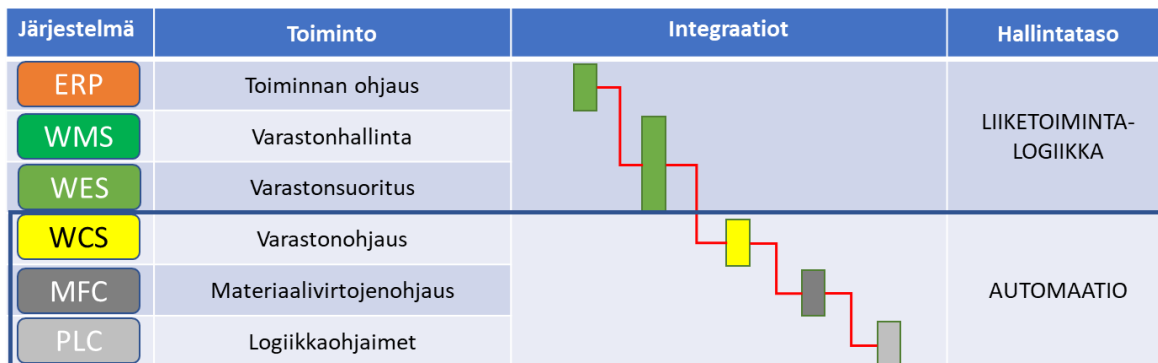 Järjestelmä Toiminto Integraatiot Hallintataso
ERP Toiminnan ohjaus
WMS Varastonhallinta
LIIKETOIMINTA-
LOGIIKKA
WES Varastonsuoritus
WCS Varastonohjaus
MFC Materiaalivirtojenohjaus AUTOMAATIO
PLC Logiikkaohjaimet